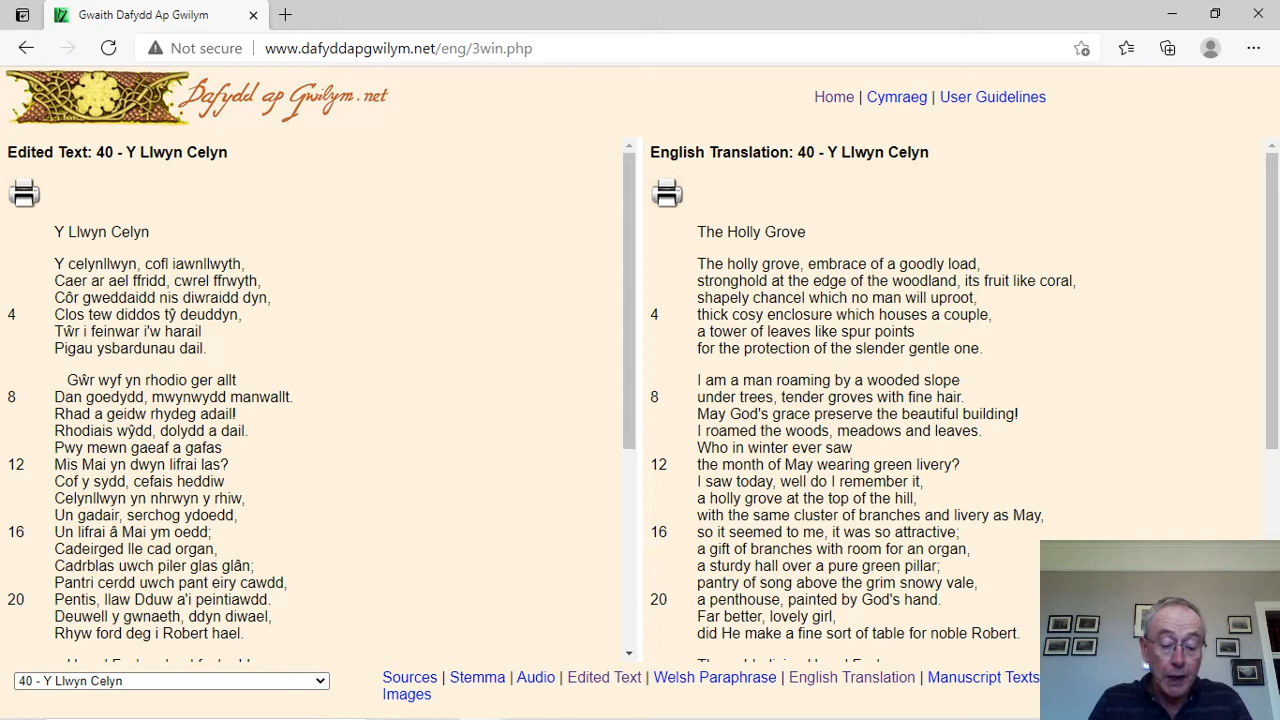 Gwaith Dafydd Ap Gwilym
Not secure
www.dafyddapgwilym.net/eng/3win.php
Dafydd ap Gwilym.net
Home | Cymraeg | User Guidelines
Edited Text: 40 - Y Llwyn Celyn
Y Llwyn Celyn
Y celynllwyn, cofl iawnllwyth,
Caer ar ael ffridd, cwrel ffrwyth,
Côr gweddaidd nis diwraidd dyn,
4 Clos tew diddos tŷ deuddyn,
Tŵr i feinwar i'w harail
Pigau ysbardunau dail.
Gŵr wyf yn rhodio ger allt
8 Dan goedydd, mwynwydd manwallt.
Rhad a geidw rhydeg adail!
Rhodiais wŷdd, dolydd a dail.
Pwy mewn gaeaf a gafas
12 Mis Mai yn dwyn lifrai las?
Cof y sydd, cefais heddiw
Celynllwyn yn nhrwyn y rhiw,
Un gadair, serchog ydoedd,
16 Un lifrai â Mai ym oedd;
Cadeirged lle cad organ,
Cadrblas uwch piler glas glân;
Pantri cerdd uwch pant eiry cawdd,
20 Pentis, llaw Dduw a'i peintiawdd.
Deuwell y gwnaeth, ddyn diwael,
Rhyw ford deg i Robert hael.
English Translation: 40 - Y Llwyn Celyn
The Holly Grove
The holly grove, embrace of a goodly load,
stronghold at the edge of the woodland, its fruit like coral,
shapely chancel which no man will uproot,
4 thick cosy enclosure which houses a couple,
a tower of leaves like spur points
for the protection of the slender gentle one.
I am a man roaming by a wooded slope
8 under trees, tender groves with fine hair.
May God's grace preserve the beautiful building!
I roamed the woods, meadows and leaves.
Who in winter ever saw
12 the month of May wearing green livery?
I saw today, well do I remember it,
a holly grove at the top of the hill,
with the same cluster of branches and livery as May,
16 so it seemed to me, it was so attractive;
a gift of branches with room for an organ,
a sturdy hall over a pure green pillar;
pantry of song above the grim snowy vale,
20 a penthouse, painted by God's hand.
Far better, lovely girl,
did He make a fine sort of table for noble Robert.
40 - Y Llwyn Celyn
Sources | Stemma | Audio | Edited Text | Welsh Paraphrase | English Translation | Manuscript Texts
Images